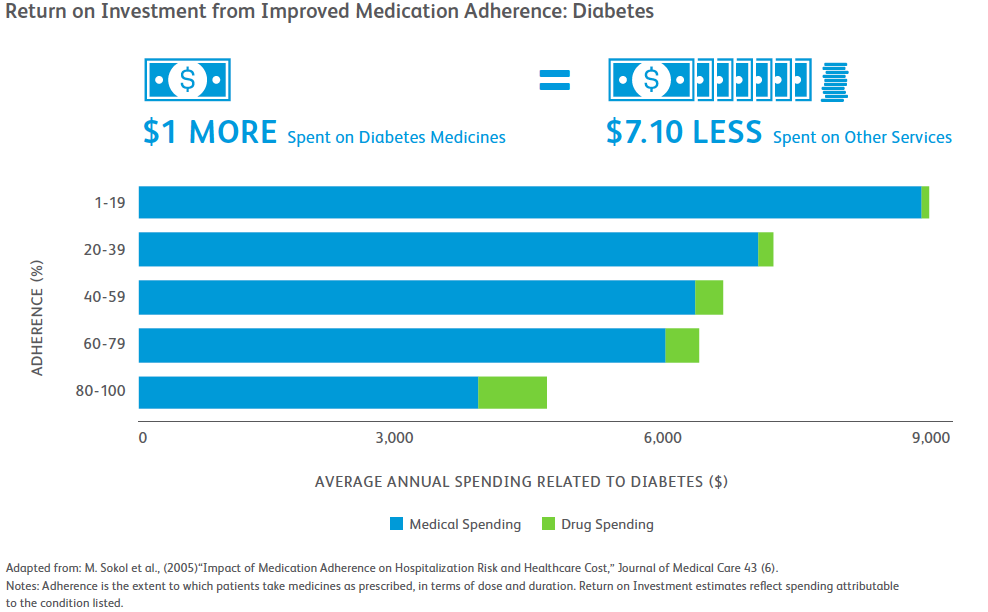 Return on Investment from Improved Medication Adherence: Diabetes
$
$
$1 MORE Spent on Diabetes Medicines
$7.10 LESS Spent on Other Services
ADHERENCE (%)
1-19
20-39
40-59
60-79
80-100
0 3,000 6,000 9,000
AVERAGE ANNUAL SPENDING RELATED TO DIABETES ($)
Medical Spending Drug Spending
Adapted from: M. Sokol et al., (2005)“Impact of Medication Adherence on Hospitalization Risk and Healthcare Cost,” Journal of Medical Care 43 (6).
Notes: Adherence is the extent to which patients take medicines as prescribed, in terms of dose and duration. Return on Investment estimates reflect spending attributable
to the condition listed.